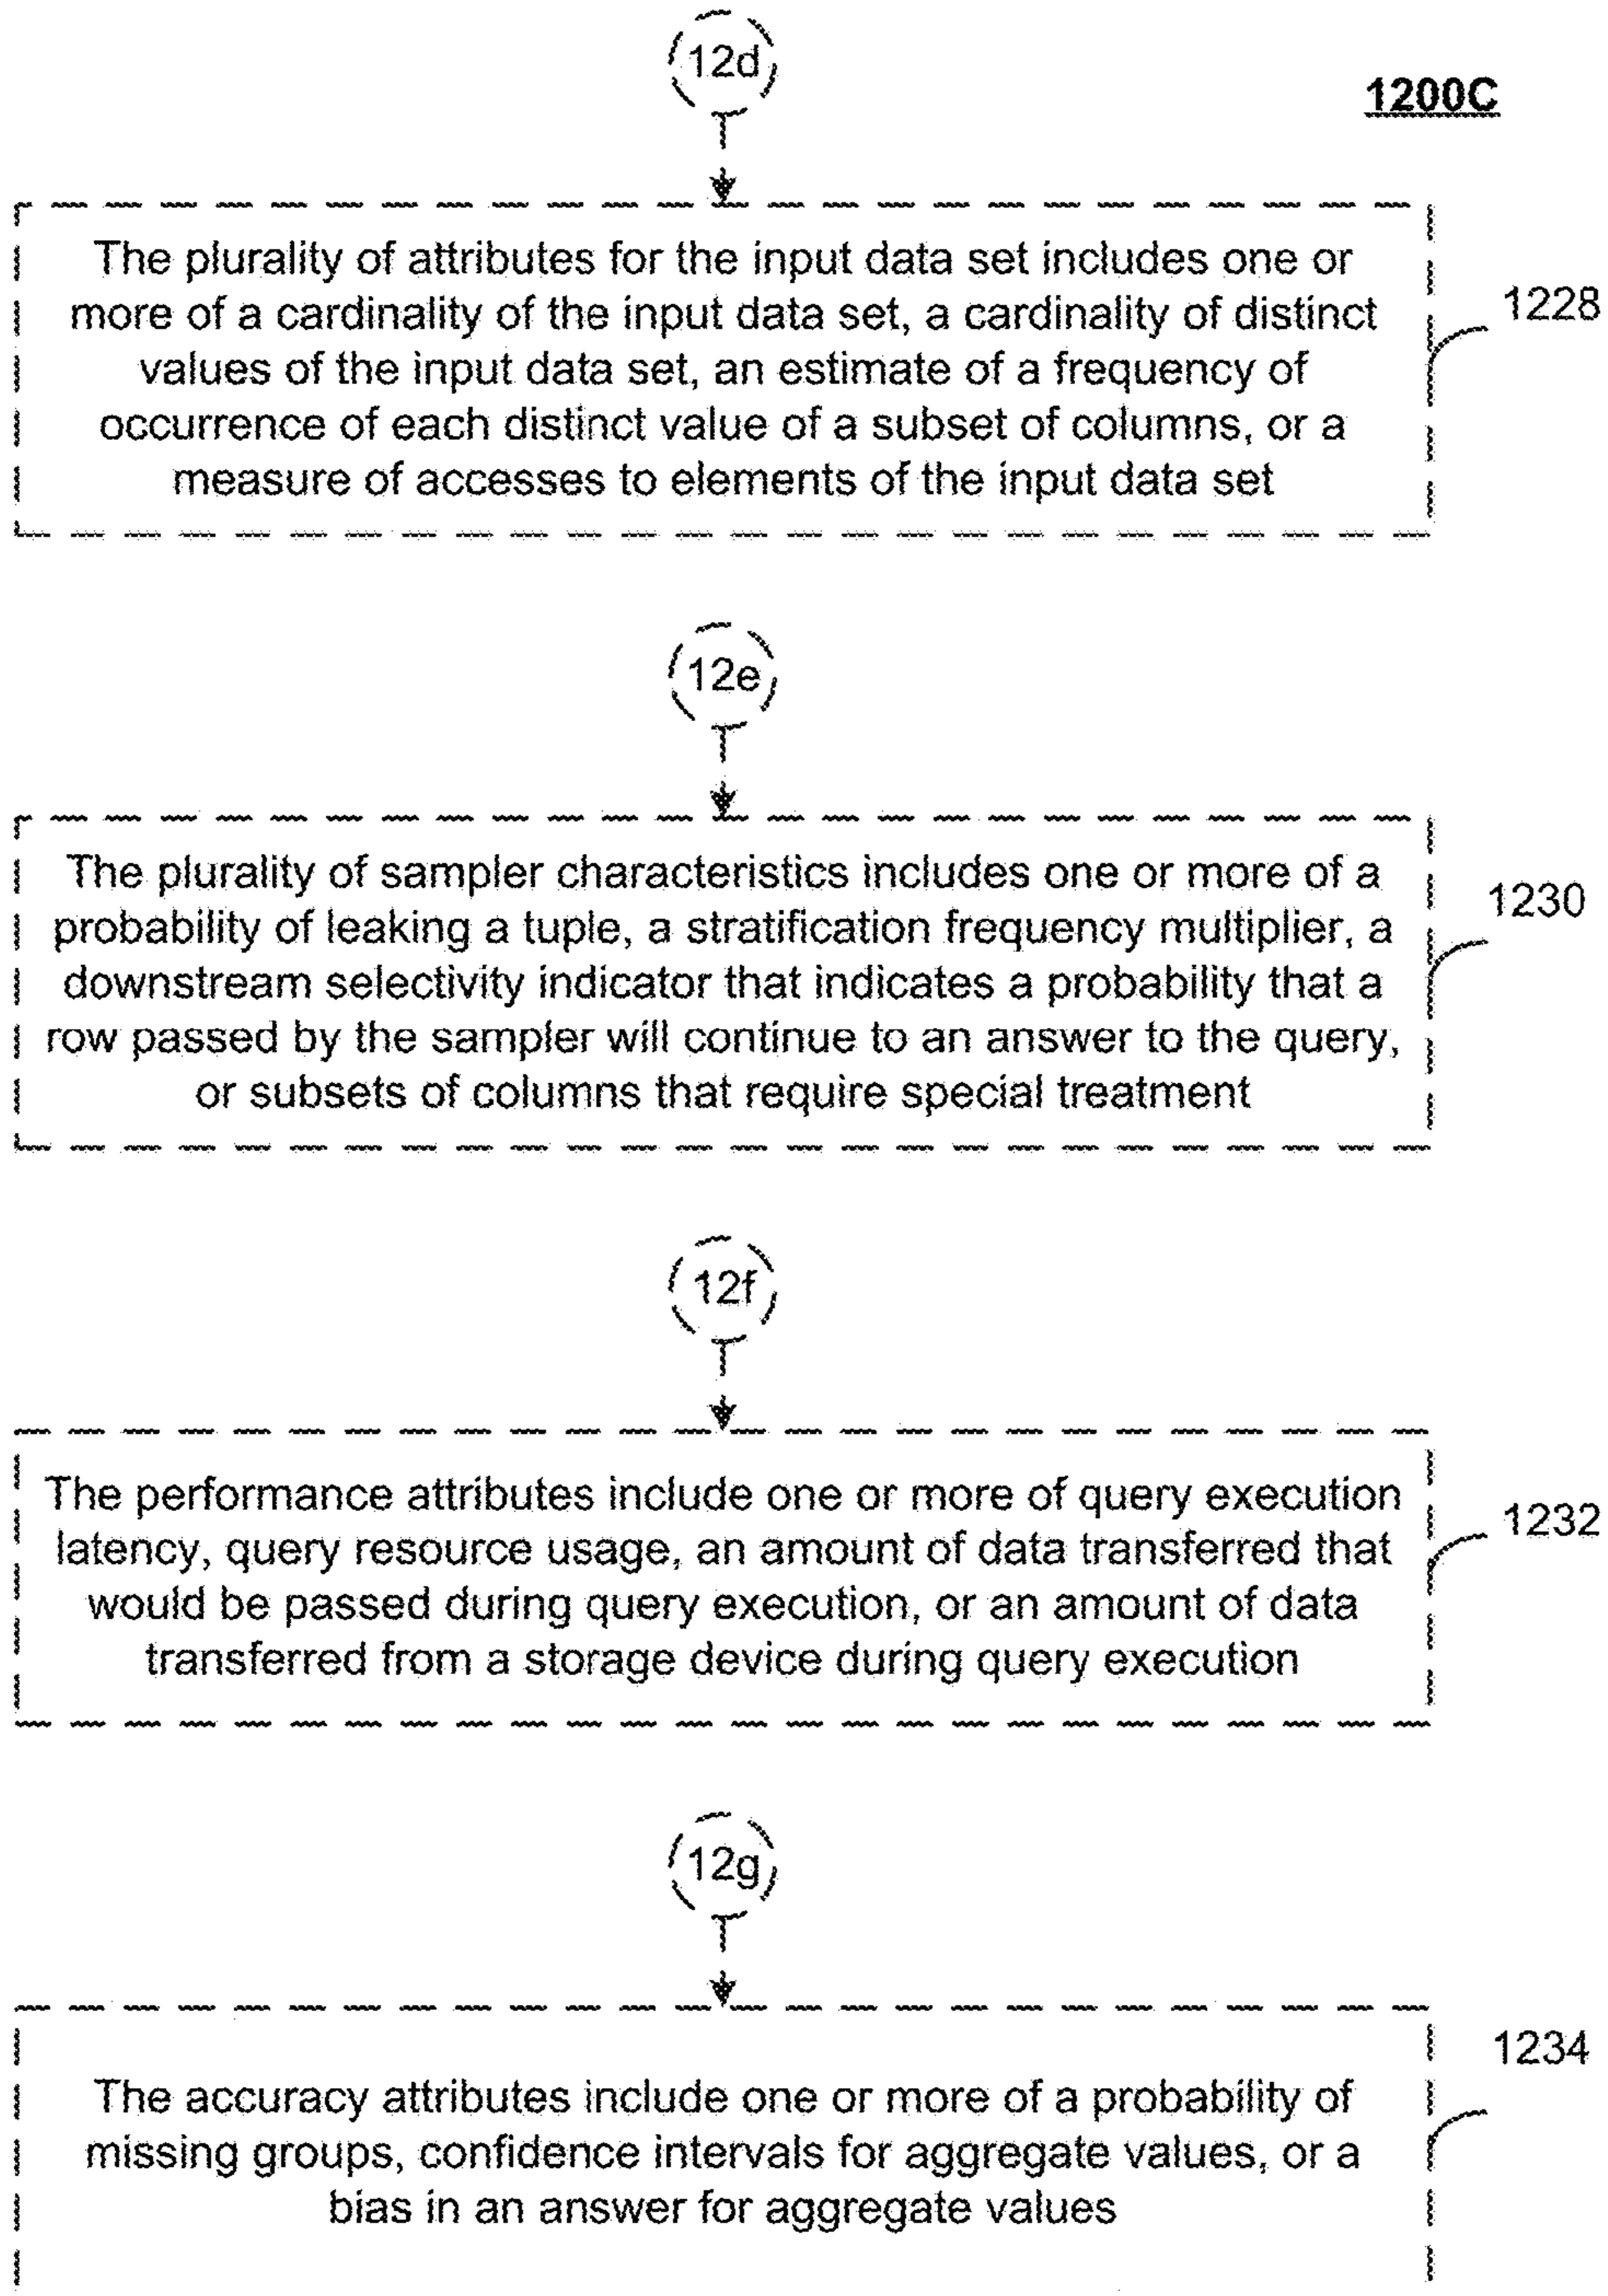 12d
1200C
The plurality of attributes for the input data set includes one or
more of a cardinality of the input data set, a cardinality of distinct
values of the input data set, an estimate of a frequency of
occurrence of each distinct value of a subset of columns, or a
measure of accesses to elements of the input data set
1228
12e
The plurality of sampler characteristics includes one or more of a
probability of leaking a tuple, a stratification frequency multiplier, a
downstream selectivity indicator that indicates a probability that a
row passed by the sampler will continue to an answer to the query,
or subsets of columns that require special treatment
1230
12f
The performance attributes include one or more of query execution
latency, query resource usage, an amount of data transferred that
would be passed during query execution, or an amount of data
transferred from a storage device during query execution
1232
12g
The accuracy attributes include one or more of a probability of
missing groups, confidence intervals for aggregate values, or a
bias in an answer for aggregate values
1234